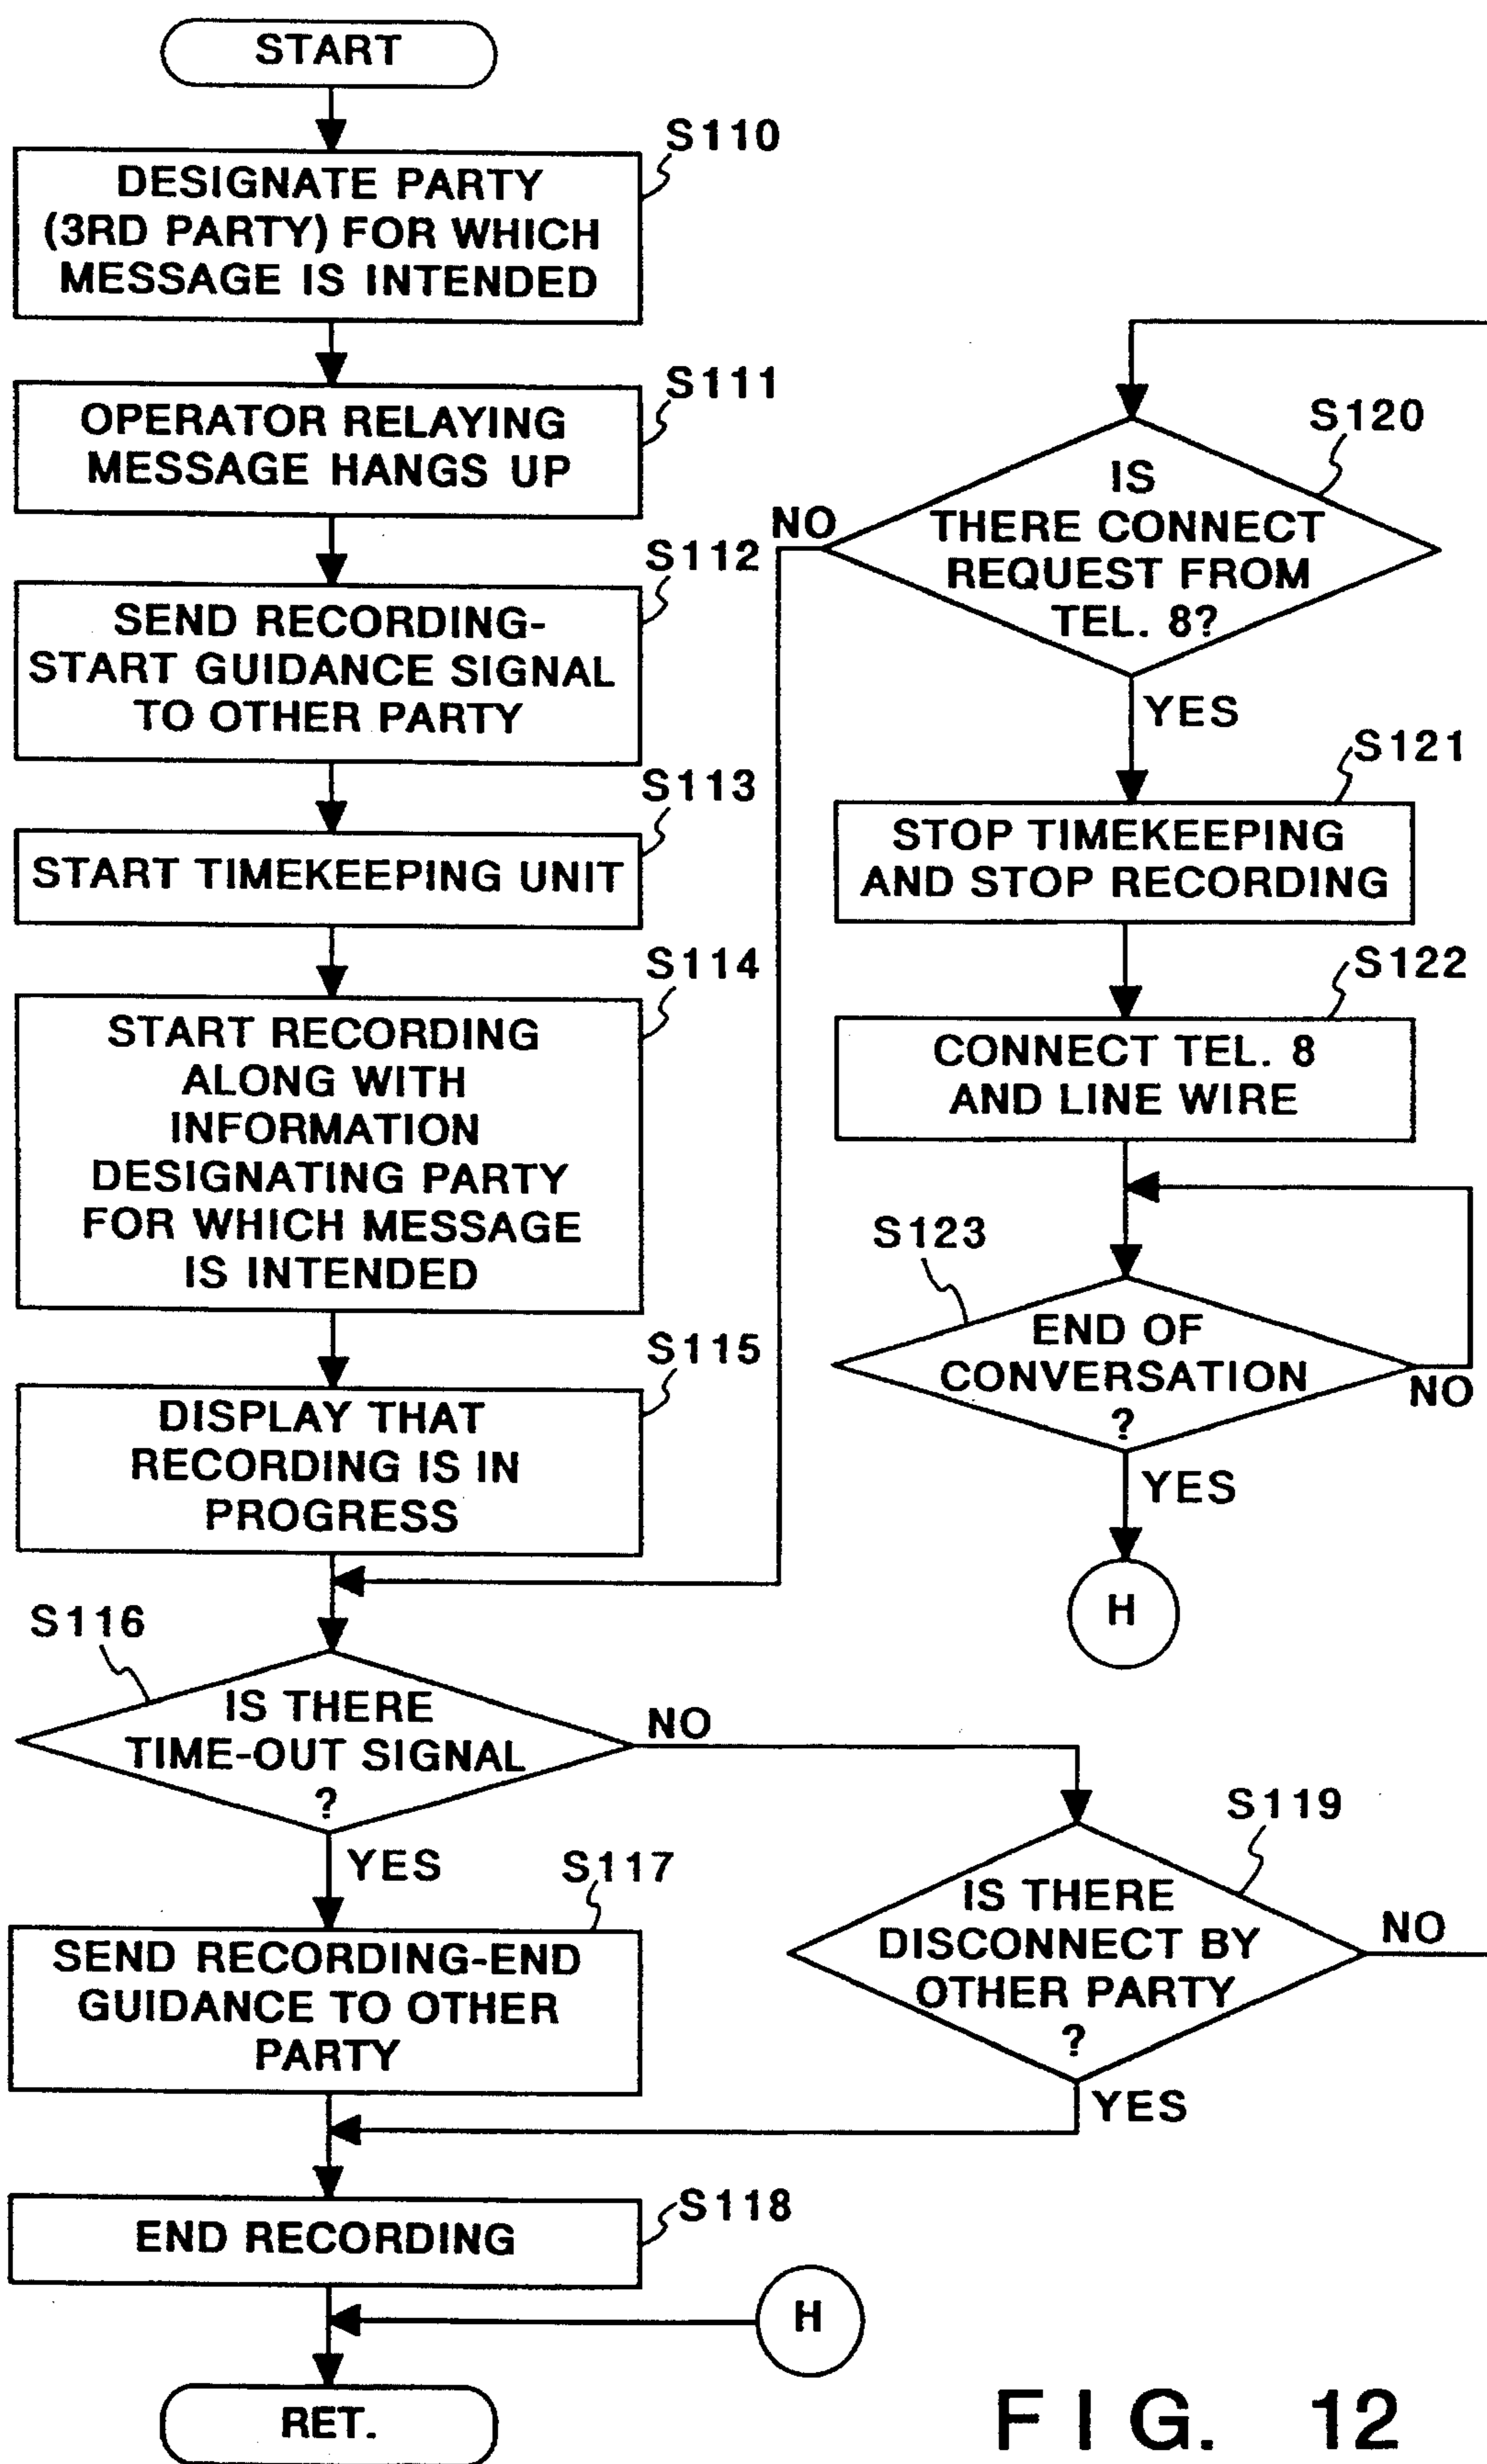 START
S110
DESIGNATE PARTY
(3RD PARTY) FOR WHICH
MESSAGE IS INTENDED
S111
OPERATOR RELAYING
MESSAGE HANGS UP
S112
SEND RECORDING-
START GUIDANCE SIGNAL
TO OTHER PARTY
S113
START TIMEKEEPING UNIT
S114
START RECORDING
ALONG WITH
INFORMATION
DESIGNATING PARTY
FOR WHICH MESSAGE
IS INTENDED
S115
DISPLAY THAT
RECORDING IS IN
PROGRESS
S116
IS THERE
TIME-OUT SIGNAL
?
NO
YES
S117
SEND RECORDING-END
GUIDANCE TO OTHER
PARTY
S118
END RECORDING
H
RET.
S119
IS THERE
DISCONNECT BY
OTHER PARTY
?
NO
YES
S120
IS
THERE CONNECT
REQUEST FROM
TEL. 8?
NO
YES
S121
STOP TIMEKEEPING
AND STOP RECORDING
S122
CONNECT TEL. 8
AND LINE WIRE
S123
END OF
CONVERSATION
?
NO
YES
H
FIG. 12